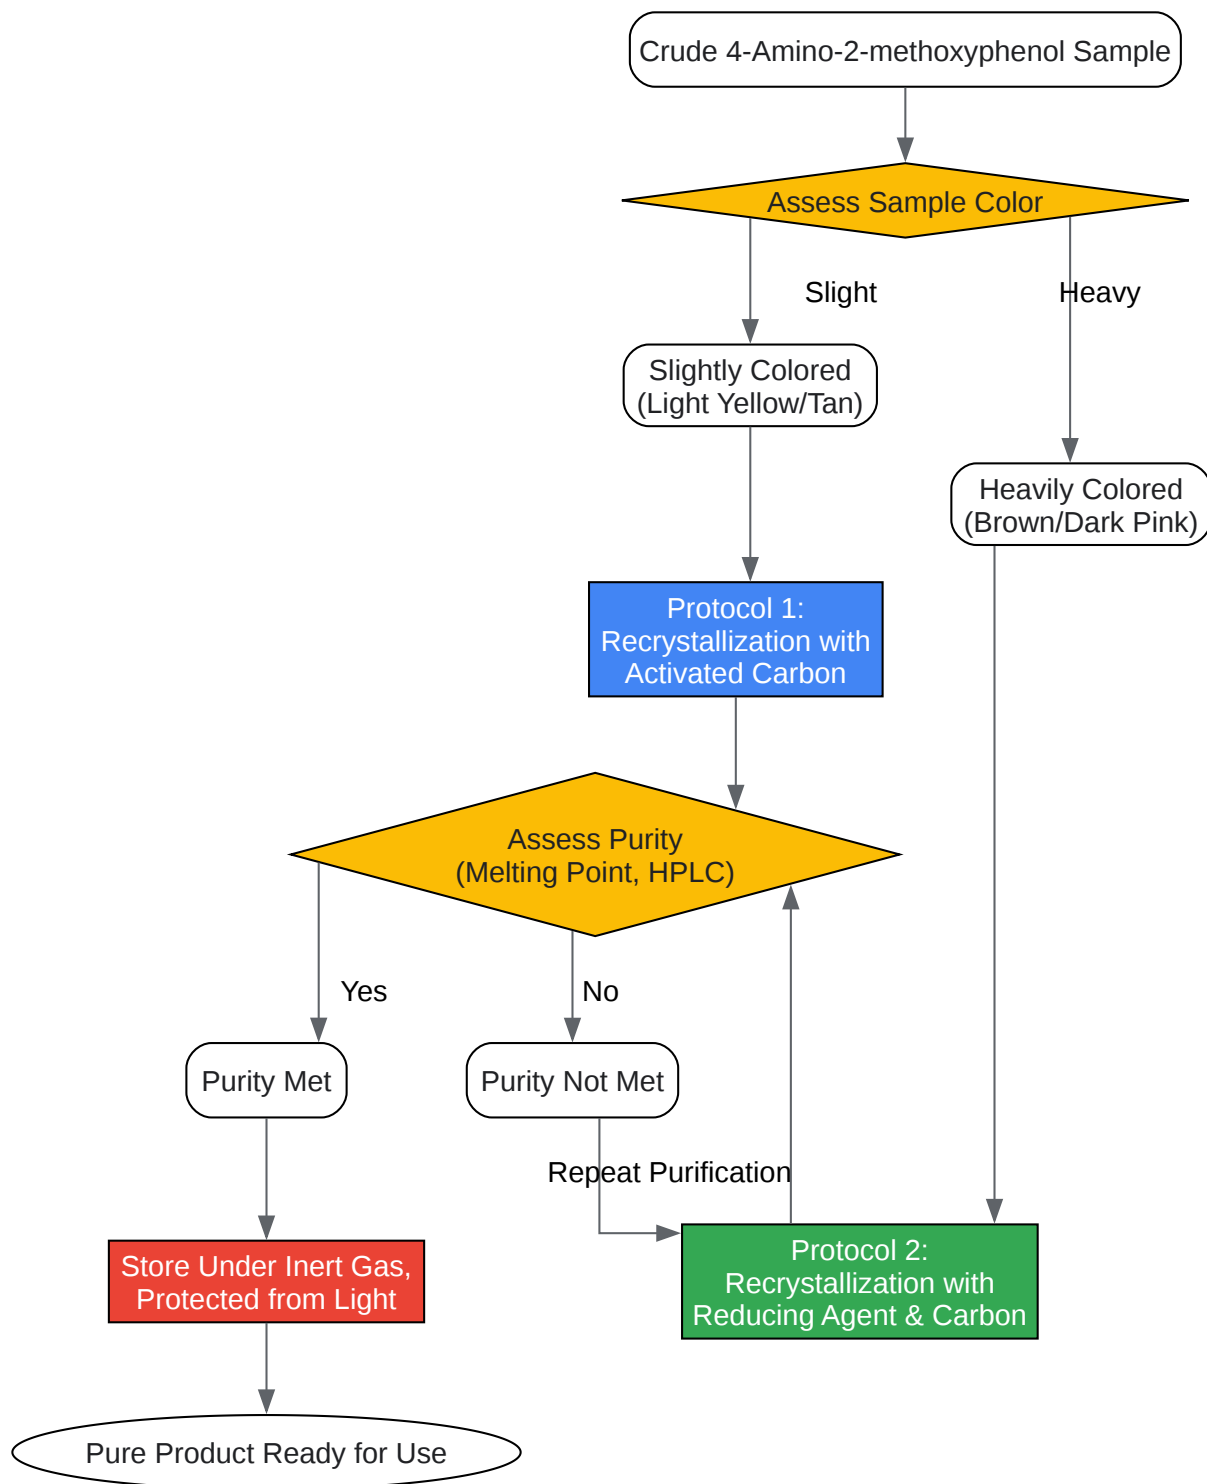 Crude 4-Amino-2-methoxyphenol Sample
Assess Sample Color
Slight
Heavy
Slightly Colored
(Light Yellow/Tan)
Heavily Colored
(Brown/Dark Pink)
Protocol 1:
Recrystallization with
Activated Carbon
Assess Purity
(Melting Point, HPLC)
Yes
No
Purity Met
Purity Not Met
Repeat Purification
Store Under Inert Gas,
Protected from Light
Protocol 2:
Recrystallization with
Reducing Agent & Carbon
Pure Product Ready for Use